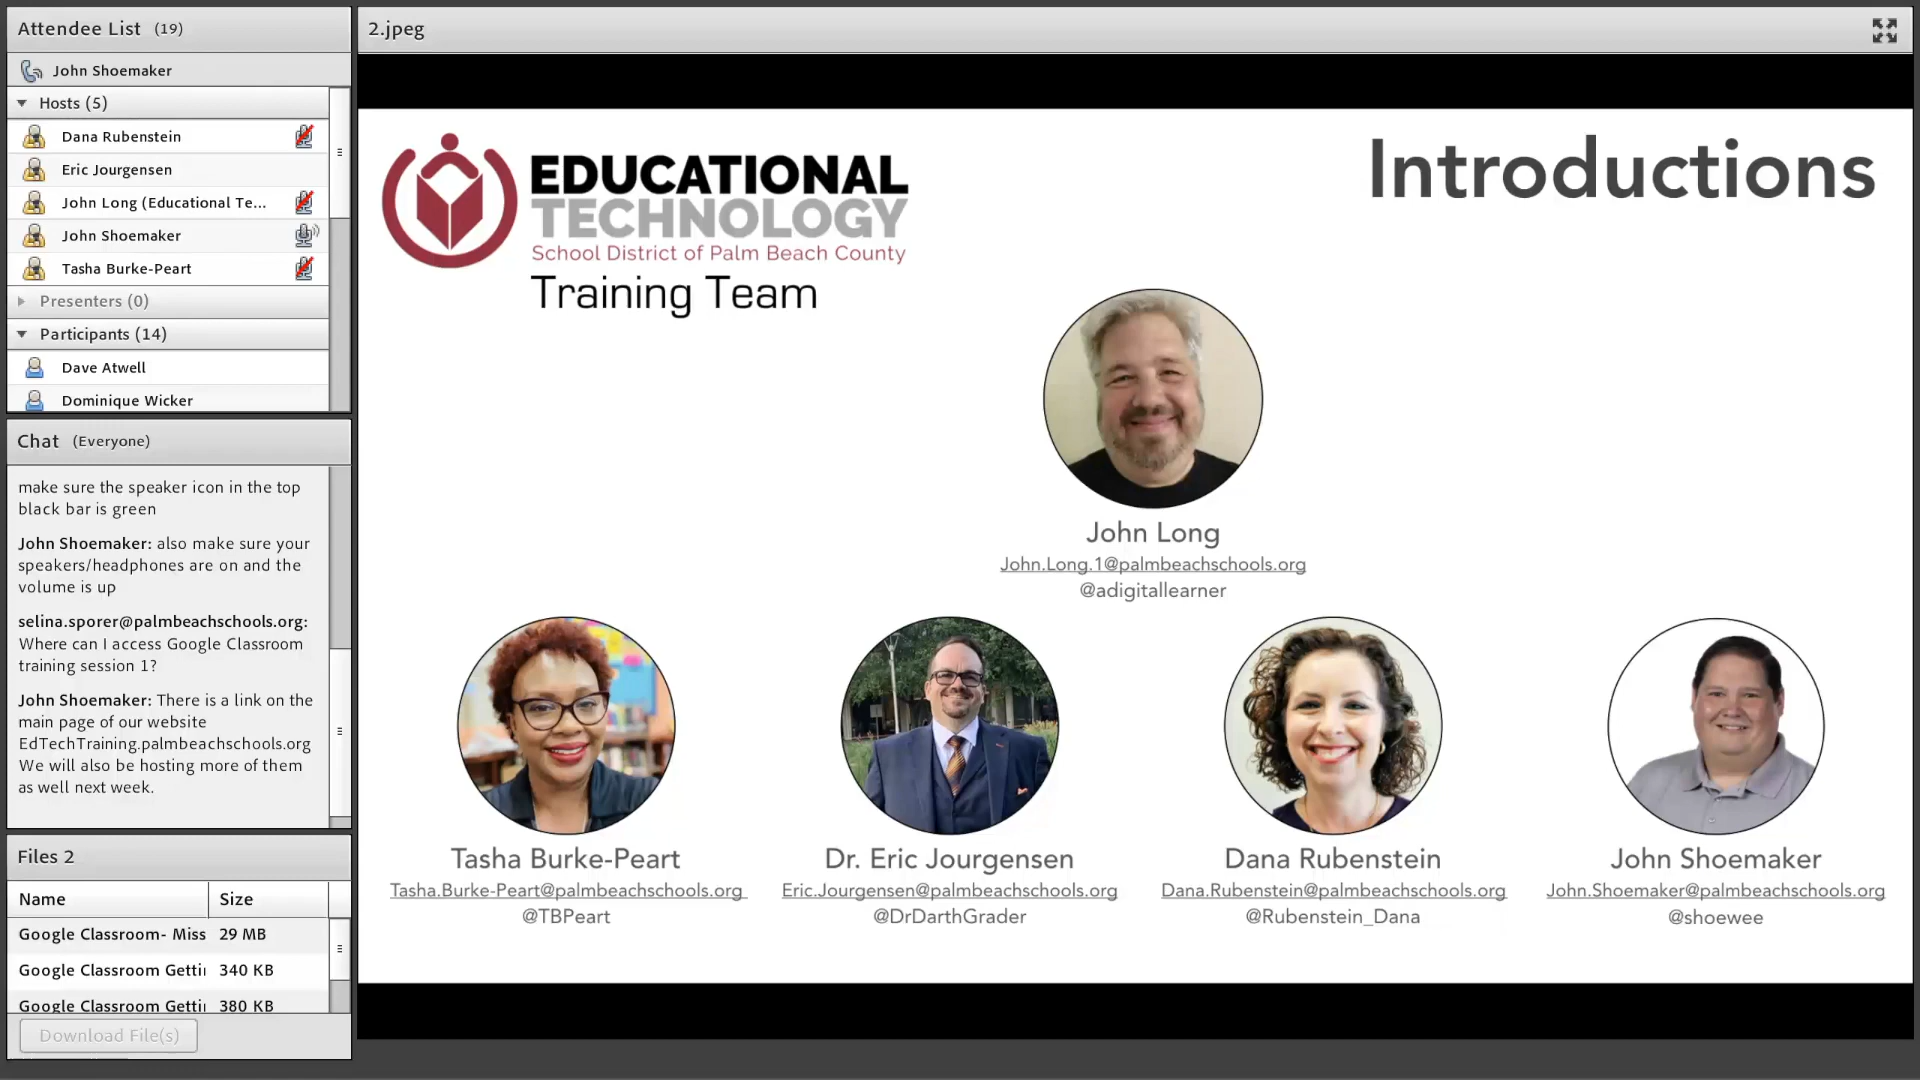 Attendee List (19)
John Shoemaker
Hosts (5)
Dana Rubenstein
Eric Jourgensen
John Long (Educational Te...
John Shoemaker
Tasha Burke-Peart
Presenters (0)
Participants (14)
Dave Atwell
Dominique Wicker
Chat (Everyone)
make sure the speaker icon in the top
black bar is green
John Shoemaker: also make sure your
speakers/headphones are on and the
volume is up
selina.sporer@palmbeachschools.org:
Where can I access Google Classroom
training session 1?
John Shoemaker: There is a link on the
main page of our website
EdTechTraining.palmbeachschools.org
We will also be hosting more of them
as well next week.
Files 2
Name Size
Google Classroom- Miss 29 MB
Google Classroom Getti 340 KB
Google Classroom Getti 380 KB
Download File(s)
2.jpeg
EDUCATIONAL
TECHNOLOGY
School District of Palm Beach County
Training Team
Introductions
John Long
John.Long.1@palmbeachschools.org
@adigitallearner
Tasha Burke-Peart
Tasha.Burke-Peart@palmbeachschools.org
@TBPeart
Dr. Eric Jourgensen
Eric.Jourgensen@palmbeachschools.org
@DrDarthGrader
Dana Rubenstein
Dana.Rubenstein@palmbeachschools.org
@Rubenstein_Dana
John Shoemaker
John.Shoemaker@palmbeachschools.org
@shoewee